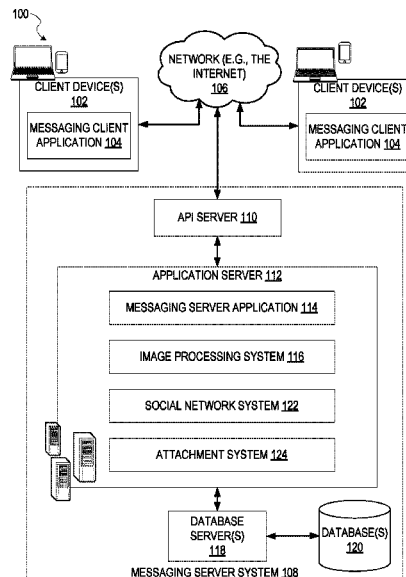 100
NETWORK (E.G., THE
INTERNET)
106
CLIENT DEVICE(S)
102
MESSAGING CLIENT
APPLICATION 104
CLIENT DEVICE(S)
102
MESSAGING CLIENT
APPLICATION 104
API SERVER 110
APPLICATION SERVER 112
MESSAGING SERVER APPLICATION 114
IMAGE PROCESSING SYSTEM 116
SOCIAL NETWORK SYSTEM 122
ATTACHMENT SYSTEM 124
DATABASE
SERVER(S)
118
DATABASE(S)
120
MESSAGING SERVER SYSTEM 108